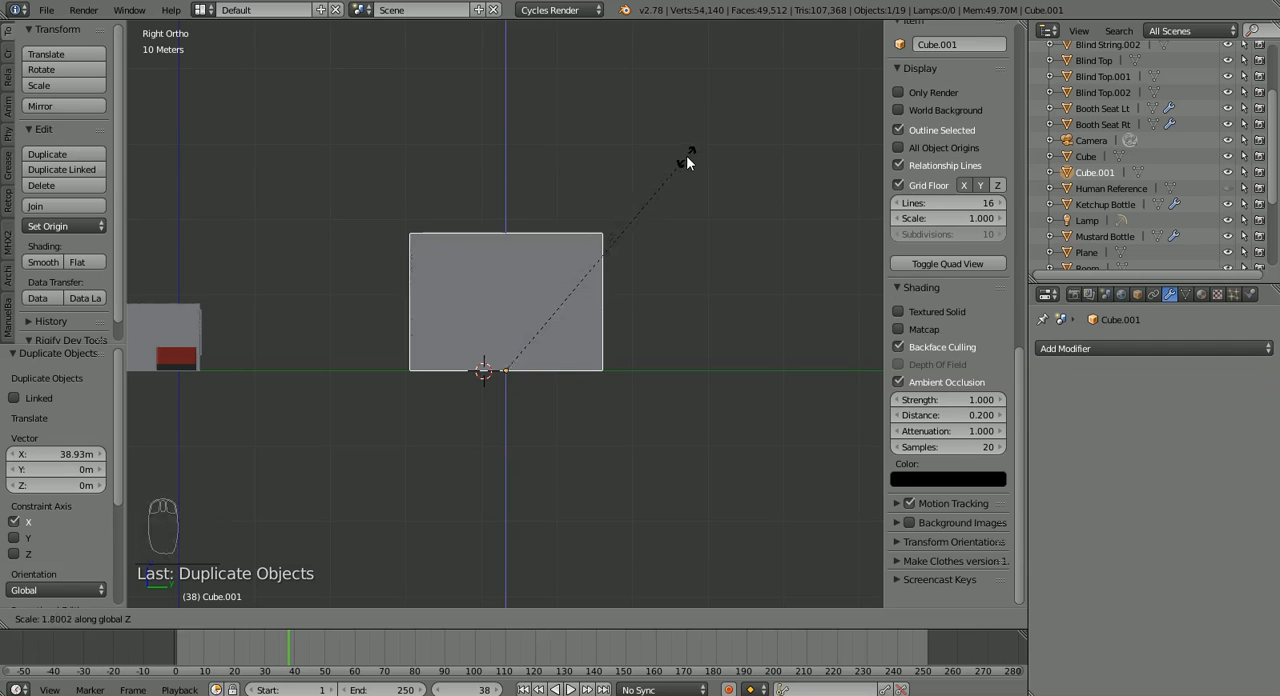 File Render Window Help Default Scene Cycles Render v2.78 | Verts:54,140 | Faces:49,512 | Tris:107,368 | Objects:1/19 | Lamps:0/0 | Mem:49.70M | Cube.001
To
Cr
Rela
Anim
Phy
Grease
Retop
MHX2
Archi
ManuelBa
Transform
Translate
Rotate
Scale
Mirror
Edit
Duplicate
Duplicate Linked
Delete
Join
Set Origin
Shading:
Smooth Flat
Data Transfer:
Data Data La
History
Rigify Dev Tools
Duplicate Objects
Duplicate Objects
Linked
Translate
Vector
X: 38.93m
Y: 0m
Z: 0m
Constraint Axis
X
Y
Z
Orientation
Global
Right Ortho
10 Meters
Last: Duplicate Objects
(38) Cube.001
Scale: 1.8002 along global Z
Item
Cube.001
Display
Only Render
World Background
Outline Selected
All Object Origins
Relationship Lines
Grid Floor X Y Z
Lines: 16
Scale: 1.000
Subdivisions: 10
Toggle Quad View
Shading
Textured Solid
Matcap
Backface Culling
Depth Of Field
Ambient Occlusion
Strength: 1.000
Distance: 0.200
Attenuation: 1.000
Samples: 20
Color:
Motion Tracking
Background Images
Transform Orientations
Make Clothes version 1.
Screencast Keys
View Search All Scenes
Blind String.002
Blind Top
Blind Top.001
Blind Top.002
Booth Seat Lt
Booth Seat Rt
Camera
Cube
Cube.001
Human Reference
Ketchup Bottle
Lamp
Mustard Bottle
Plane
Room
Cube.001
Add Modifier
-50 -40 -30 -20 -10 0 10 20 30 40 50 60 70 80 90 100 110 120 130 140 150 160 170 180 190 200 210 220 230 240 250 260 270 280
View Marker Frame Playback Start: 1 End: 250 38 No Sync